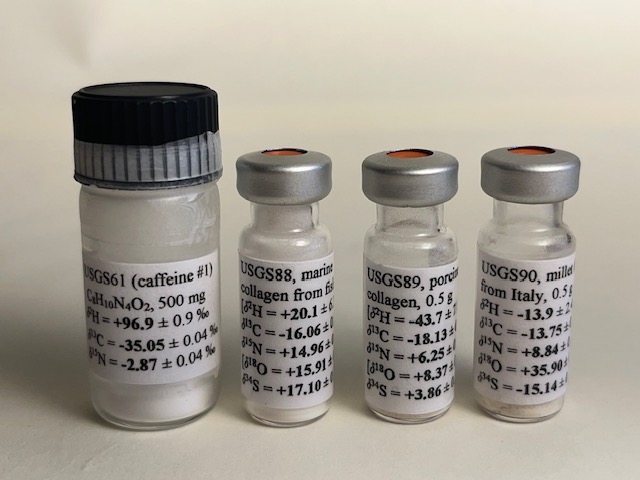 USGS61 (caffeine #1)
C₈H₁₀N₄O₂, 500 mg
δ²H = +96.9 ± 0.9 ‰
δ¹³C = -35.05 ± 0.04 ‰
δ¹⁵N = -2.87 ± 0.04 ‰
USGS88, marine
collagen from fis
[δ²H = +20.1 ±
δ¹³C = -16.06 ±
δ¹⁵N = +14.96 ±
[δ¹⁸O = +15.91
δ³⁴S = +17.10 ±
USGS89, porcin
collagen, 0.5 g
[δ²H = -43.7 ±
δ¹³C = -18.13 ±
δ¹⁵N = +6.25 ±
[δ¹⁸O = +8.37
δ³⁴S = +3.86 ±
USGS90, millet
from Italy, 0.5 g
δ²H = -13.9 ±
δ¹³C = -13.75
δ¹⁵N = +8.84 ±
δ¹⁸O = +35.90
δ³⁴S = -15.14 ±